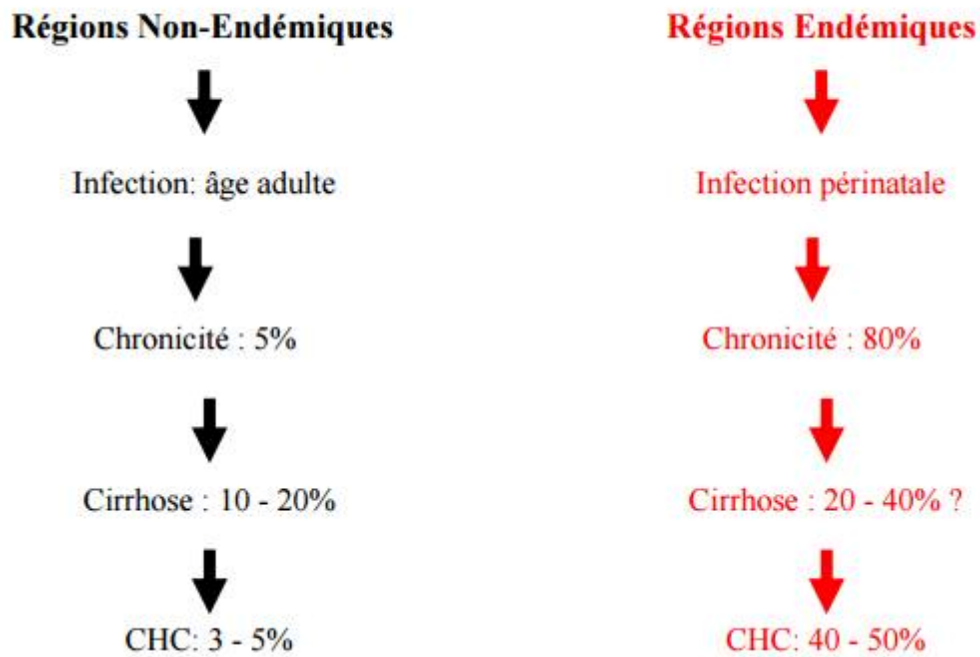 Régions Non-Endémiques
Infection: âge adulte
Chronicité : 5%
Cirrhose : 10 - 20%
CHC: 3 - 5%
Régions Endémiques
Infection périnatale
Chronicité : 80%
Cirrhose : 20 - 40% ?
CHC: 40 - 50%